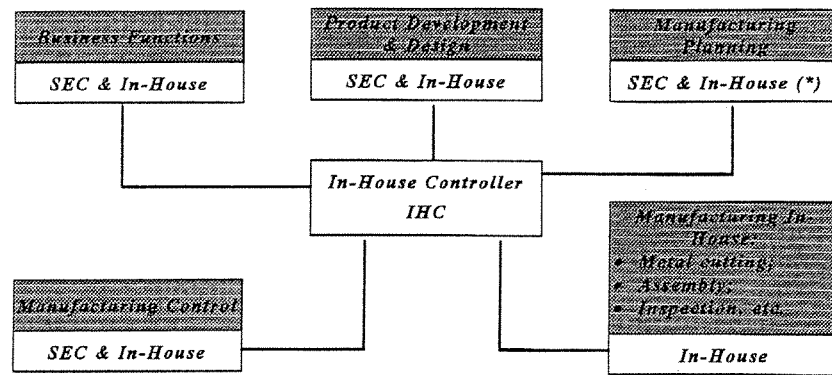 Business Functions
SEC & In-House
Product Development
& Design
SEC & In-House
Manufacturing
Planning
SEC & In-House (*)
In-House Controller
IHC
Manufacturing Control
SEC & In-House
Manufacturing In-
House:
• Metal cutting;
• Assembly;
• Inspection, etc.
In-House